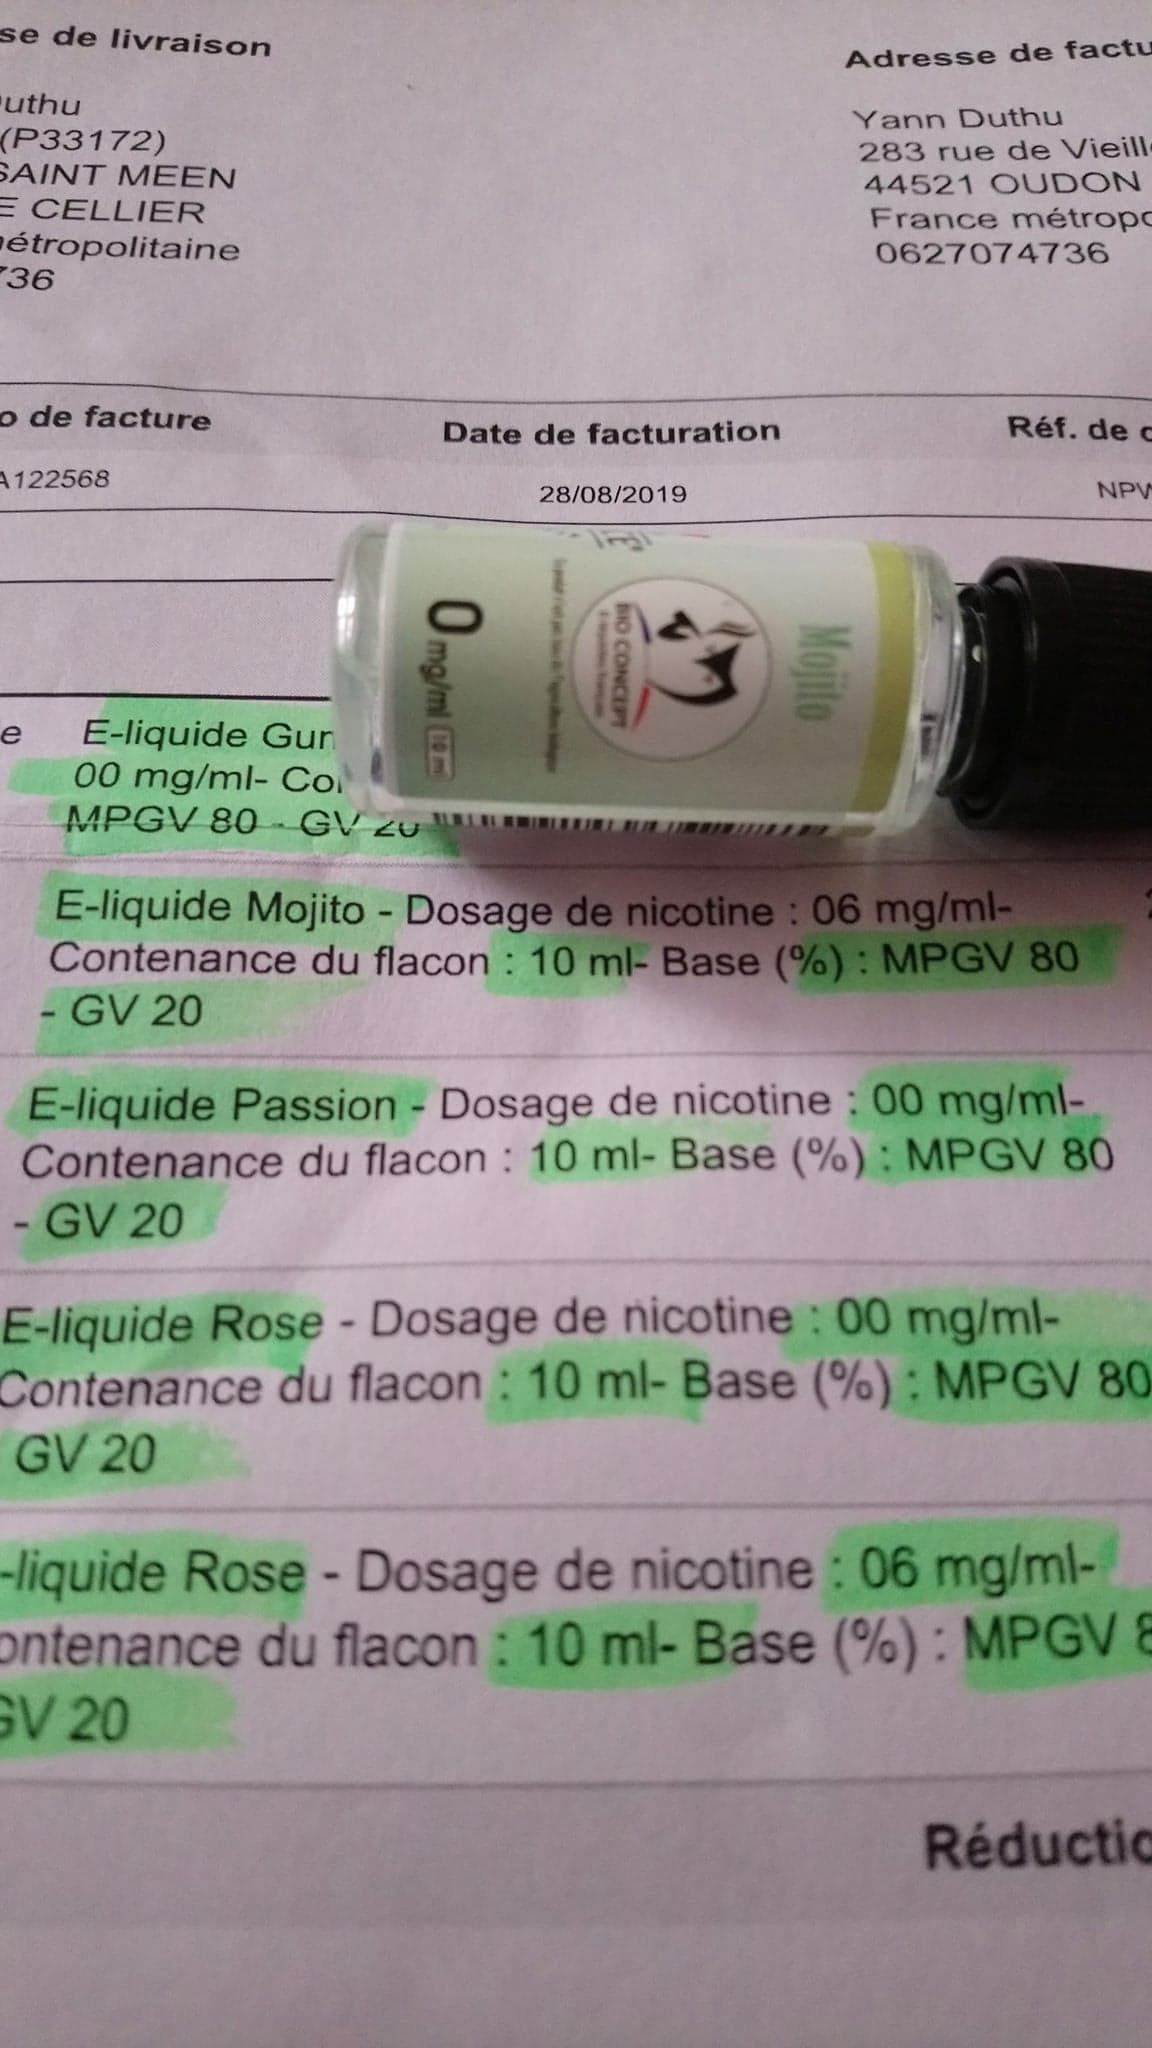 se de livraison
Adresse de factu
uthu
(P33172)
SAINT MEEN
E CELLIER
métropolitaine
736
Yann Duthu
283 rue de Vieill
44521 OUDON
France métropo
0627074736
o de facture
Date de facturation
Réf. de c
A122568
28/08/2019
NPW
Mojito
BIO CONCEPT
0 mg/ml 10 ml
e E-liquide Gur
00 mg/ml- Co
MPGV 80 - GV 20
E-liquide Mojito - Dosage de nicotine : 06 mg/ml-
Contenance du flacon : 10 ml- Base (%) : MPGV 80
- GV 20
E-liquide Passion - Dosage de nicotine : 00 mg/ml-
Contenance du flacon : 10 ml- Base (%) : MPGV 80
- GV 20
E-liquide Rose - Dosage de nicotine : 00 mg/ml-
Contenance du flacon : 10 ml- Base (%) : MPGV 80
GV 20
-liquide Rose - Dosage de nicotine : 06 mg/ml-
ontenance du flacon : 10 ml- Base (%) : MPGV 8
GV 20
Réductio